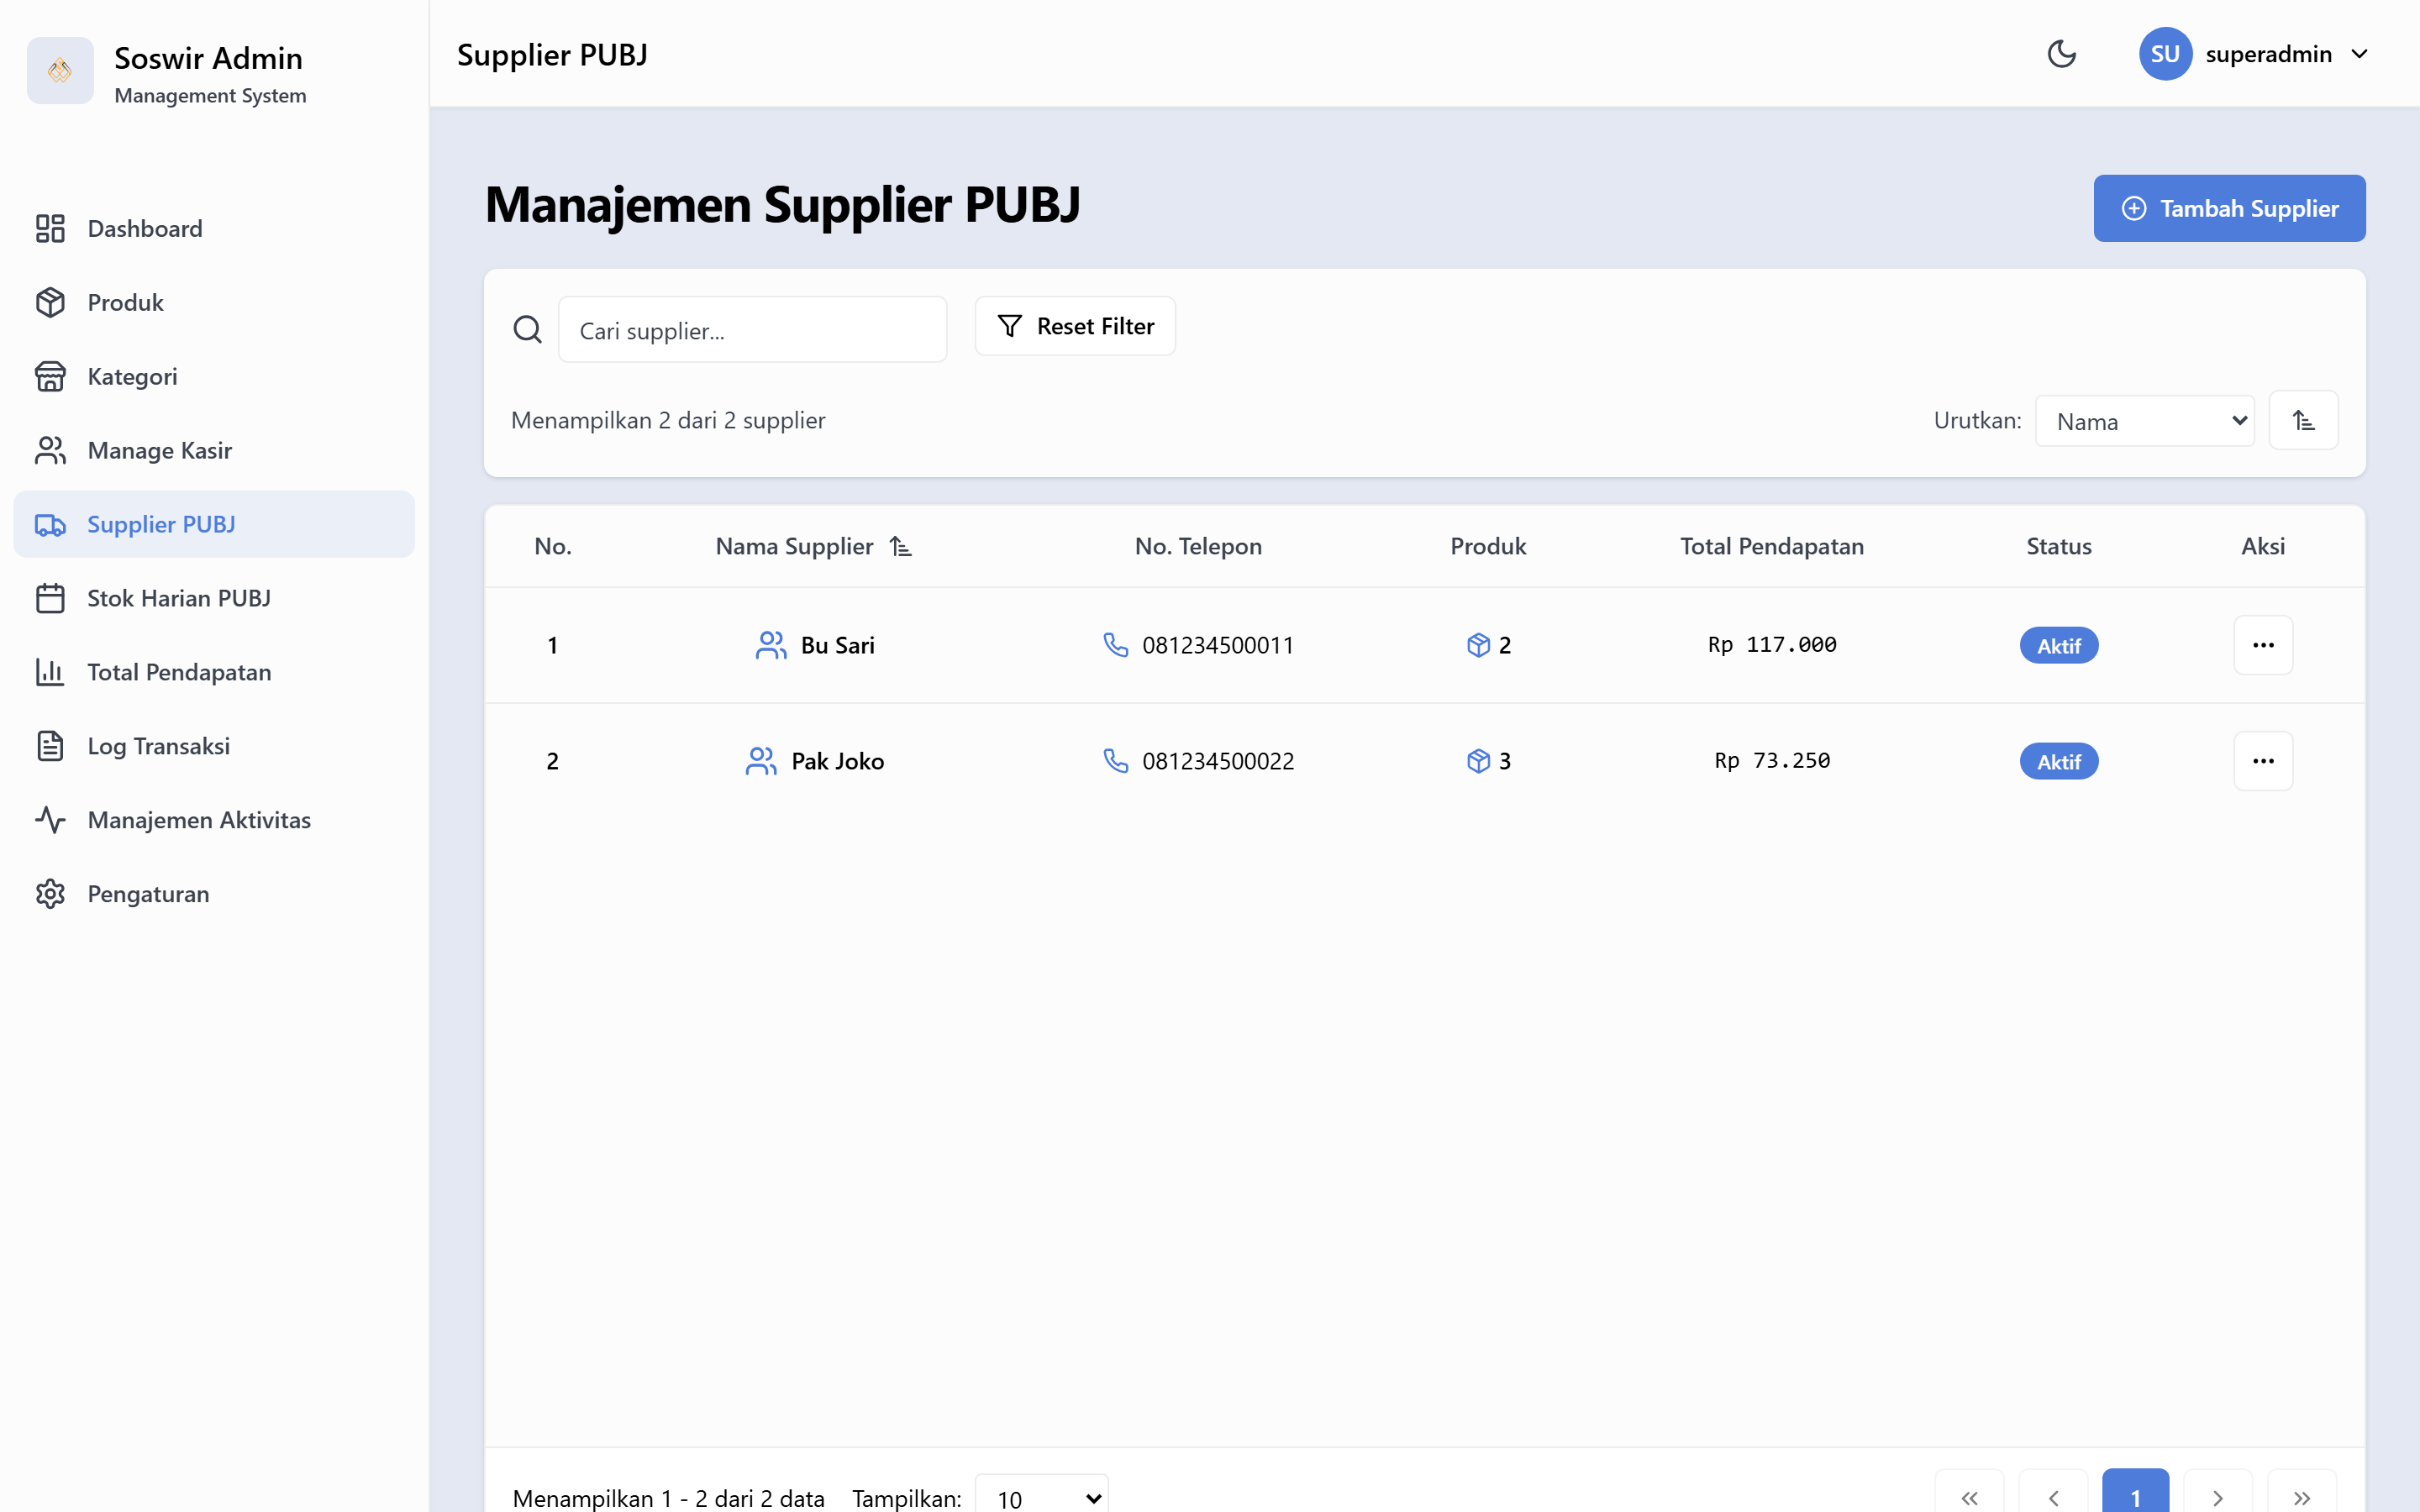 Soswir Admin
Management System
Dashboard
Produk
Kategori
Manage Kasir
Supplier PUBJ
Stok Harian PUBJ
Total Pendapatan
Log Transaksi
Manajemen Aktivitas
Pengaturan
Supplier PUBJ
SU superadmin
Manajemen Supplier PUBJ
Tambah Supplier
Cari supplier...
Reset Filter
Menampilkan 2 dari 2 supplier
Urutkan: Nama
No. Nama Supplier No. Telepon Produk Total Pendapatan Status Aksi
1 Bu Sari 081234500011 2 Rp 117.000 Aktif
2 Pak Joko 081234500022 3 Rp 73.250 Aktif
Menampilkan 1 - 2 dari 2 data Tampilkan: 10 1